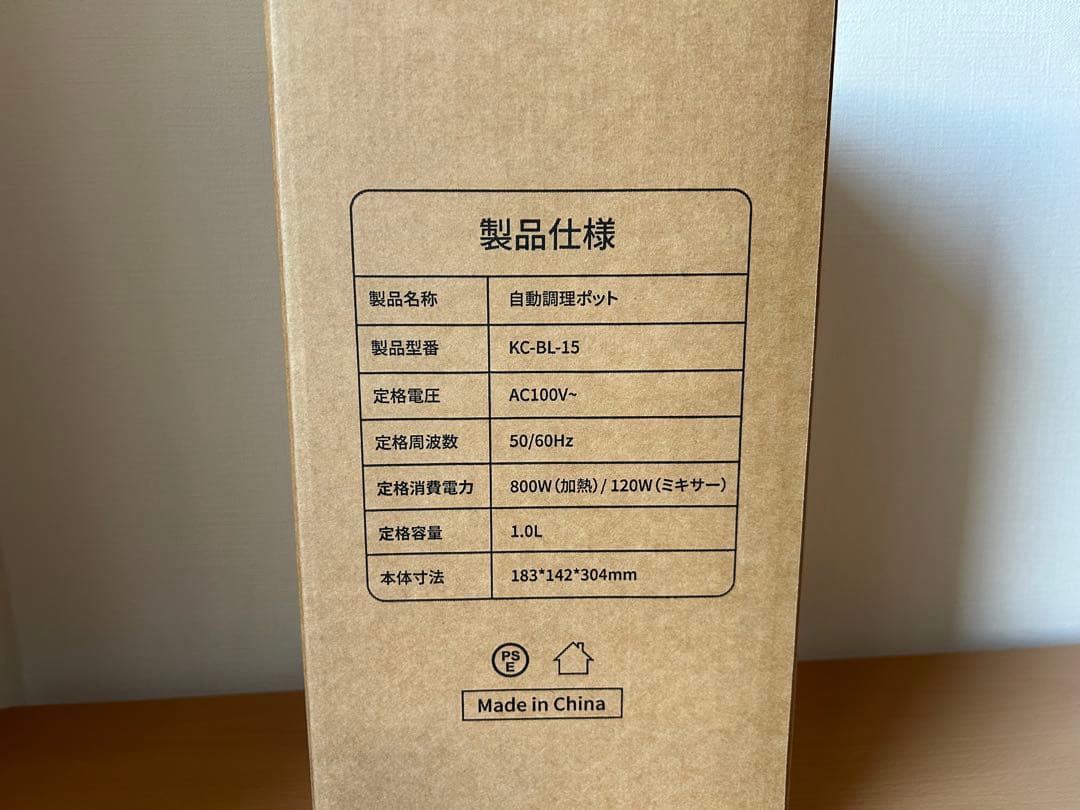 製品仕様
製品名称 自動調理ポット
製品型番 KC-BL-15
定格電圧 AC100V~
定格周波数 50/60Hz
定格消費電力 800W（加熱）/ 120W（ミキサー）
定格容量 1.0L
本体寸法 183*142*304mm
PS
E
Made in China